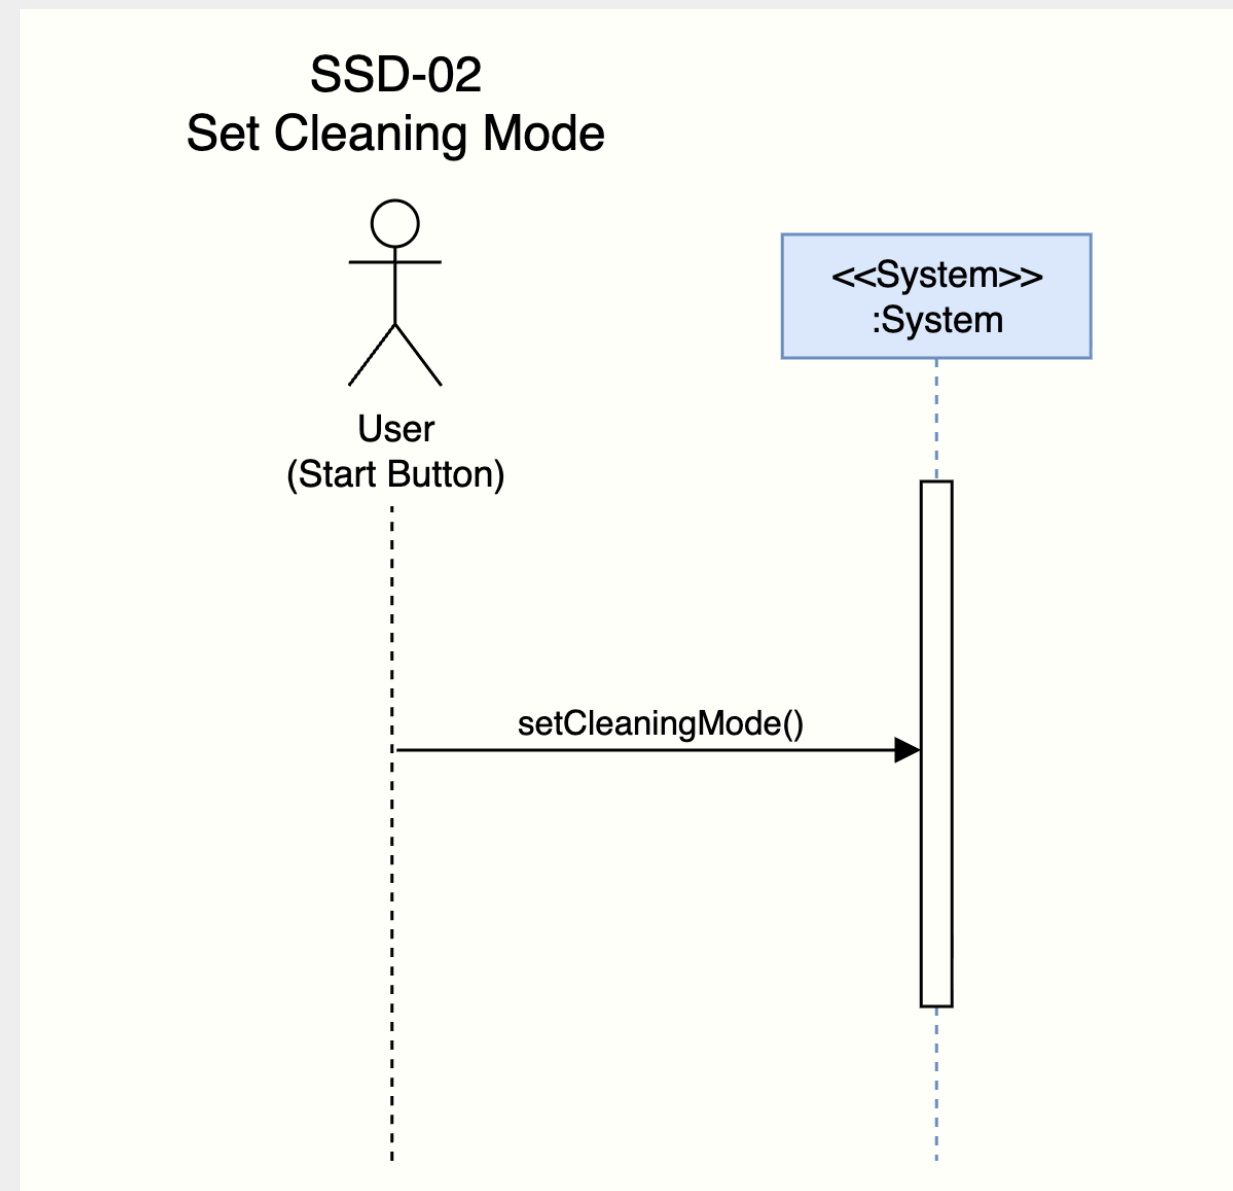 SSD-02
Set Cleaning Mode
<<System>>
:System
User
(Start Button)
setCleaningMode()